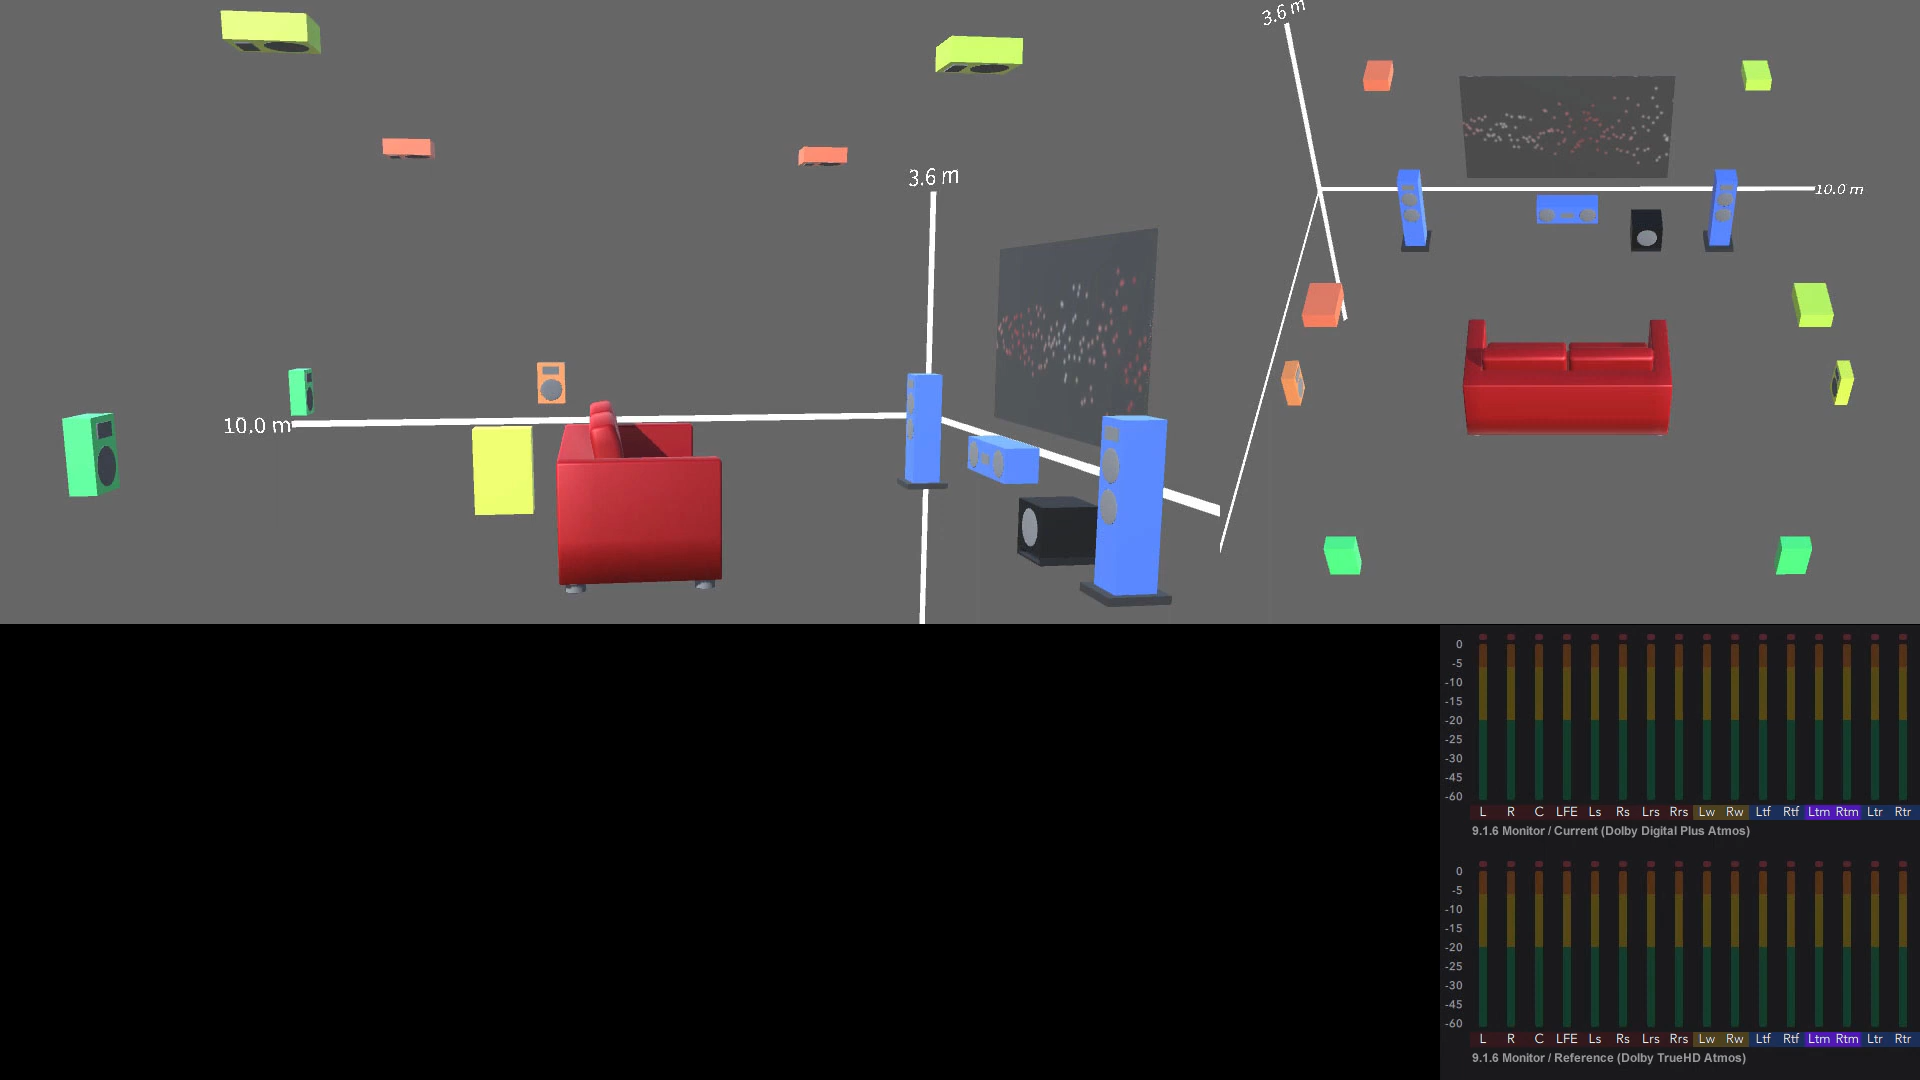 3.6 m
3.6 m
10.0 m
10.0 m
0
-5
-10
-15
-20
-25
-30
-45
-60
L R C LFE Ls Rs Lrs Rrs Lw Rw Ltf Rtf Ltm Rtm Ltr Rtr
9.1.6 Monitor / Current (Dolby Digital Plus Atmos)
0
-5
-10
-15
-20
-25
-30
-45
-60
L R C LFE Ls Rs Lrs Rrs Lw Rw Ltf Rtf Ltm Rtm Ltr Rtr
9.1.6 Monitor / Reference (Dolby TrueHD Atmos)